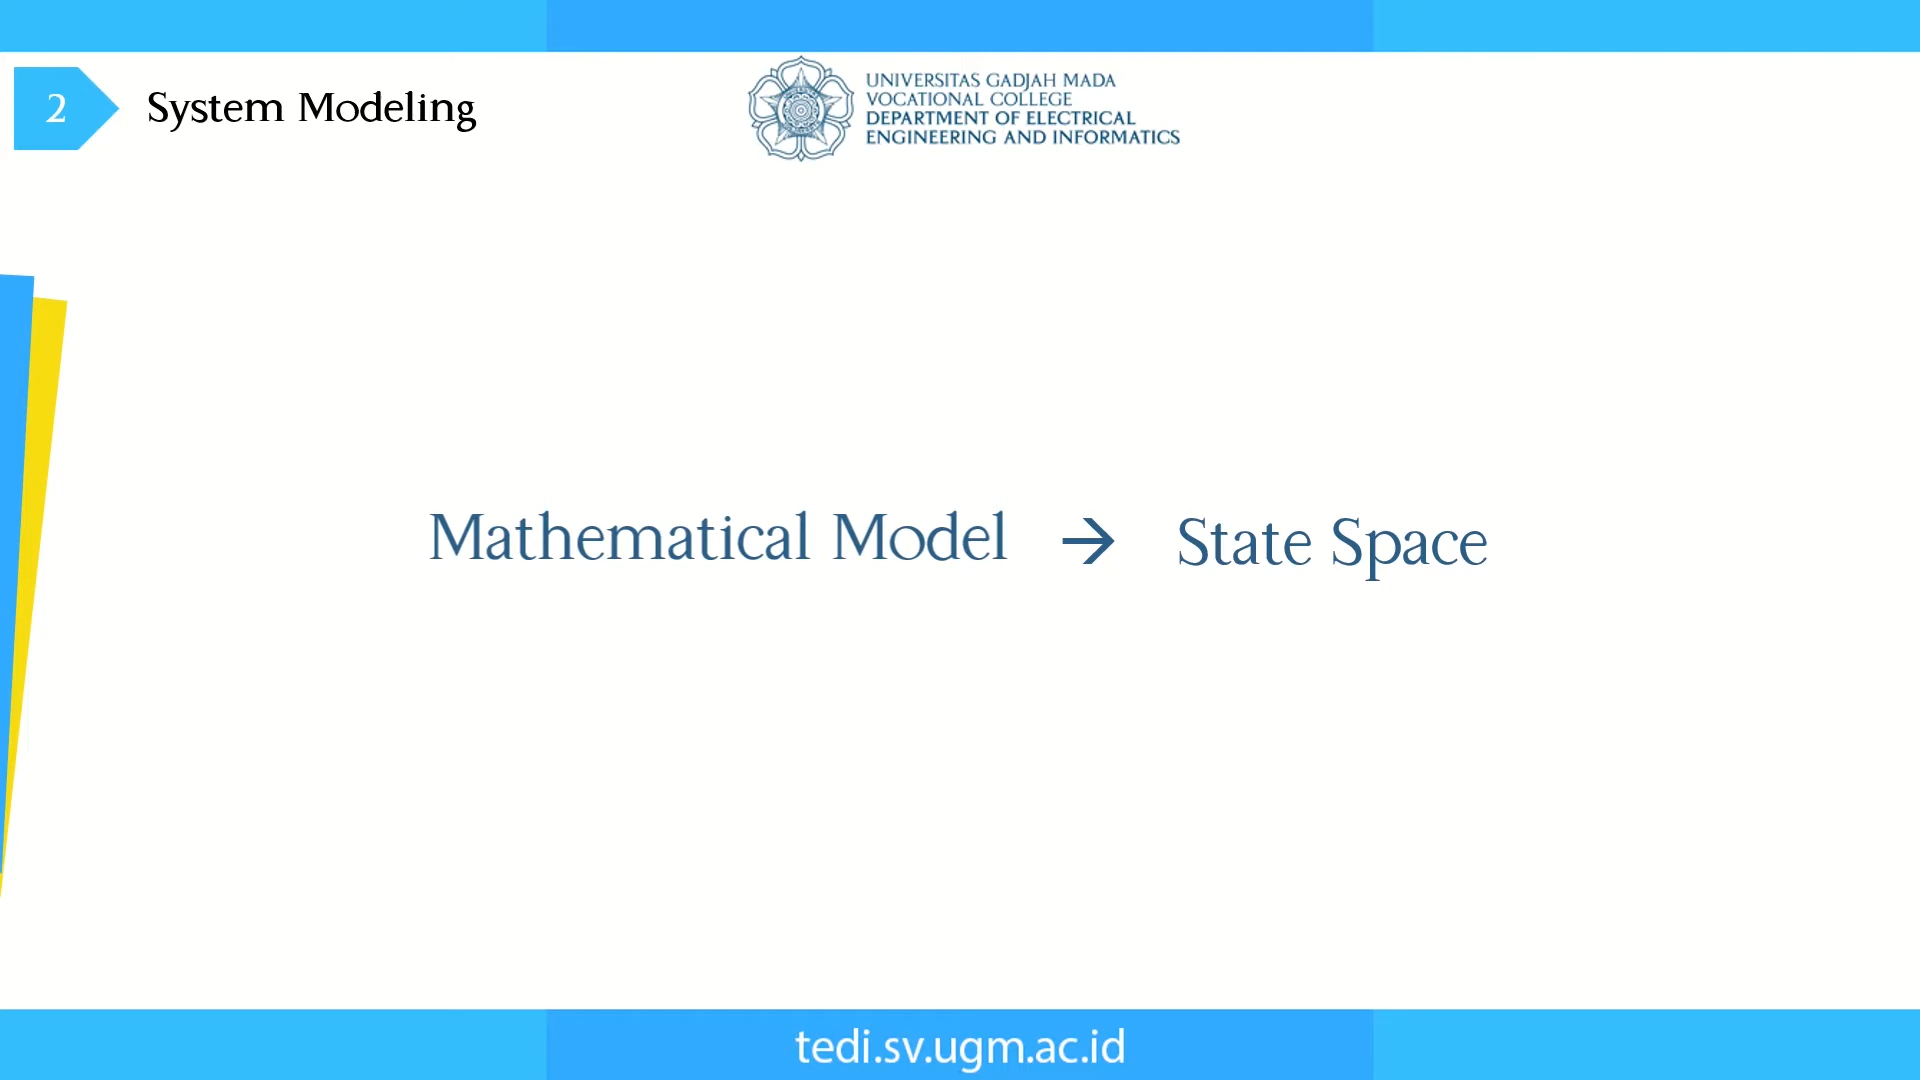 2
System Modeling
UNIVERSITAS GADJAH MADA
VOCATIONAL COLLEGE
DEPARTMENT OF ELECTRICAL
ENGINEERING AND INFORMATICS
Mathematical Model → State Space
tedi.sv.ugm.ac.id